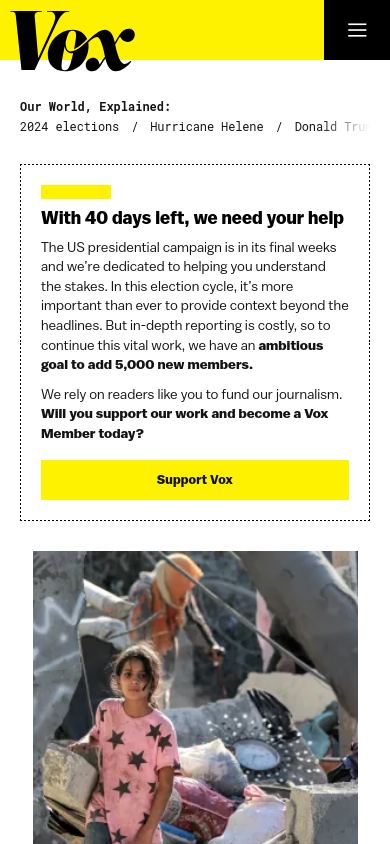 Vox
Our World, Explained:
2024 elections / Hurricane Helene / Donald
With 40 days left, we need your help
The US presidential campaign is in its final weeks
and we’re dedicated to helping you understand
the stakes. In this election cycle, it’s more
important than ever to provide context beyond the
headlines. But in-depth reporting is costly, so to
continue this vital work, we have an ambitious
goal to add 5,000 new members.
We rely on readers like you to fund our journalism.
Will you support our work and become a Vox
Member today?
Support Vox